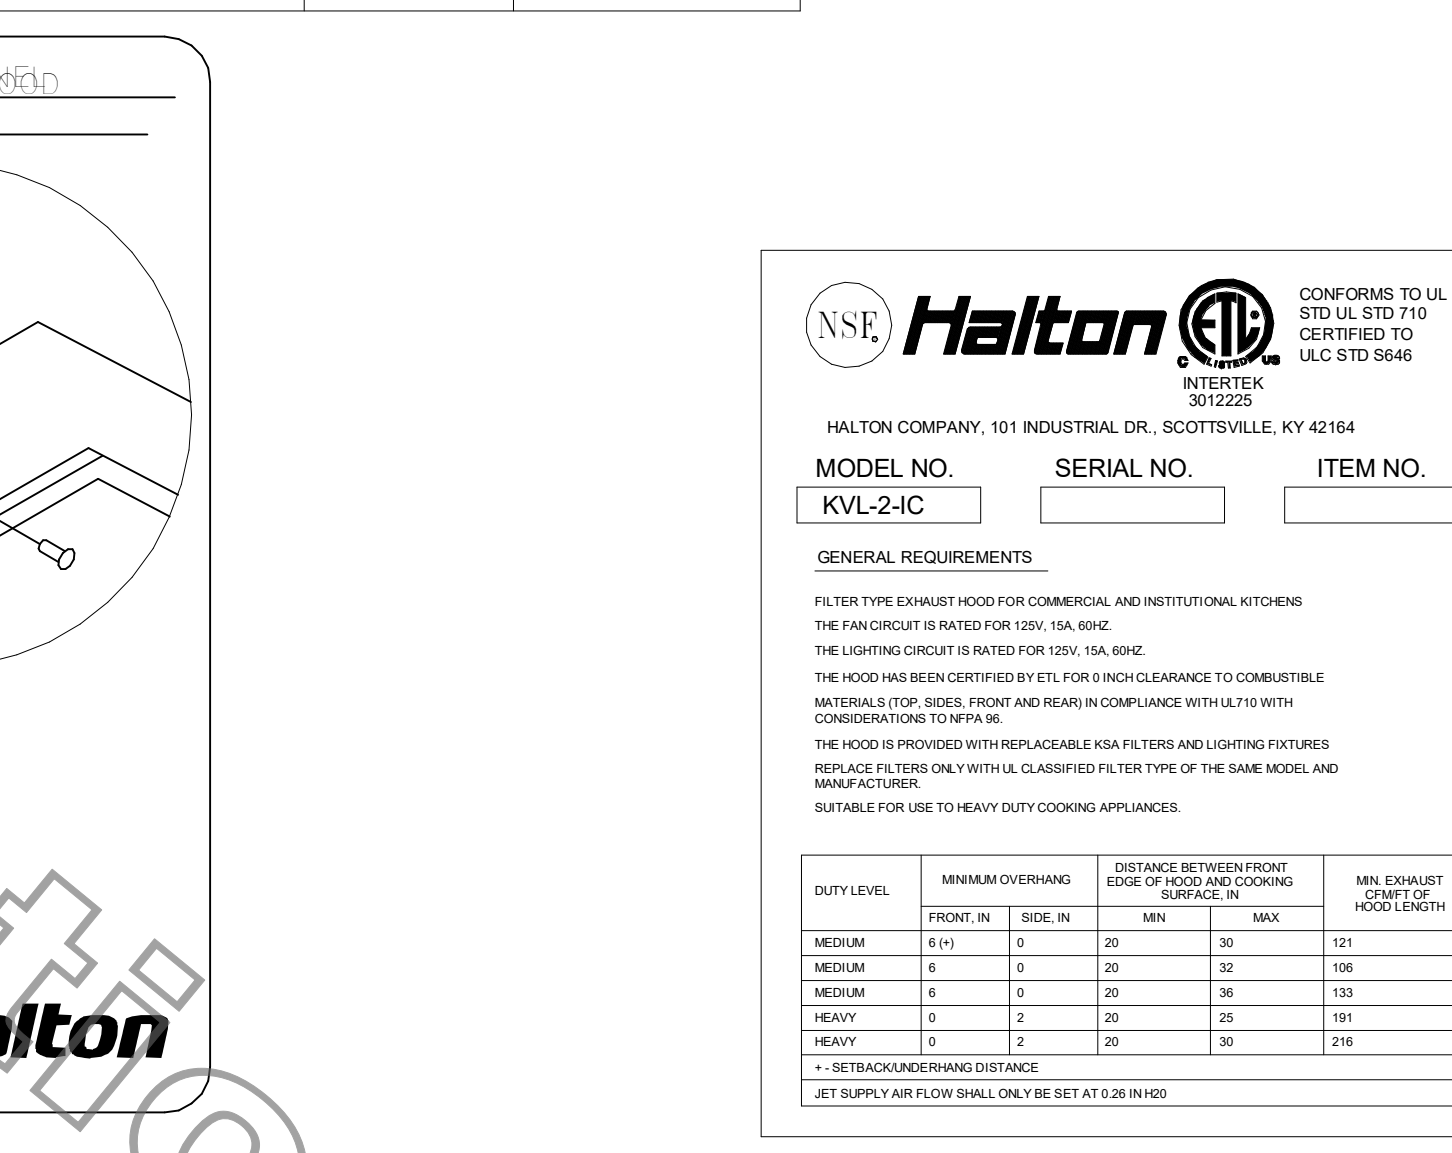 NSF
Halton
C LISTED US
ETL
CONFORMS TO UL
STD UL STD 710
CERTIFIED TO
ULC STD S646
INTERTEK
3012225
HALTON COMPANY, 101 INDUSTRIAL DR., SCOTTSVILLE, KY 42164
MODEL NO. SERIAL NO. ITEM NO.
KVL-2-IC
GENERAL REQUIREMENTS
FILTER TYPE EXHAUST HOOD FOR COMMERCIAL AND INSTITUTIONAL KITCHENS
THE FAN CIRCUIT IS RATED FOR 125V, 15A, 60HZ.
THE LIGHTING CIRCUIT IS RATED FOR 125V, 15A, 60HZ.
THE HOOD HAS BEEN CERTIFIED BY ETL FOR 0 INCH CLEARANCE TO COMBUSTIBLE
MATERIALS (TOP, SIDES, FRONT AND REAR) IN COMPLIANCE WITH UL710 WITH
CONSIDERATIONS TO NFPA 96.
THE HOOD IS PROVIDED WITH REPLACEABLE KSA FILTERS AND LIGHTING FIXTURES
REPLACE FILTERS ONLY WITH UL CLASSIFIED FILTER TYPE OF THE SAME MODEL AND
MANUFACTURER.
SUITABLE FOR USE TO HEAVY DUTY COOKING APPLIANCES.
DUTY LEVEL
MINIMUM OVERHANG
DISTANCE BETWEEN FRONT
EDGE OF HOOD AND COOKING
SURFACE, IN
MIN. EXHAUST
CFM/FT OF
HOOD LENGTH
FRONT, IN SIDE, IN MIN MAX
MEDIUM 6 (+) 0 20 30 121
MEDIUM 6 0 20 32 106
MEDIUM 6 0 20 36 133
HEAVY 0 2 20 25 191
HEAVY 0 2 20 30 216
+ - SETBACK/UNDERHANG DISTANCE
JET SUPPLY AIR FLOW SHALL ONLY BE SET AT 0.26 IN H20
lton
tio